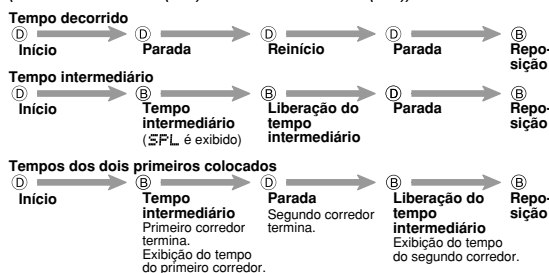 Tempo decorrido
D D D D B
Início Parada Reinício Parada Repo-
sição
Tempo intermediário
D B B D B
Início Tempo intermediário (SPL é exibido) Liberação do tempo intermediário Parada Repo-
sição
Tempos dos dois primeiros colocados
D B D B B
Início Tempo Parada Liberação do Repo-
intermediário Segundo corredor tempo sição
Primeiro corredor termina. intermediário
termina. Exibição do tempo
Exibição do tempo do segundo corredor.
do primeiro corredor.